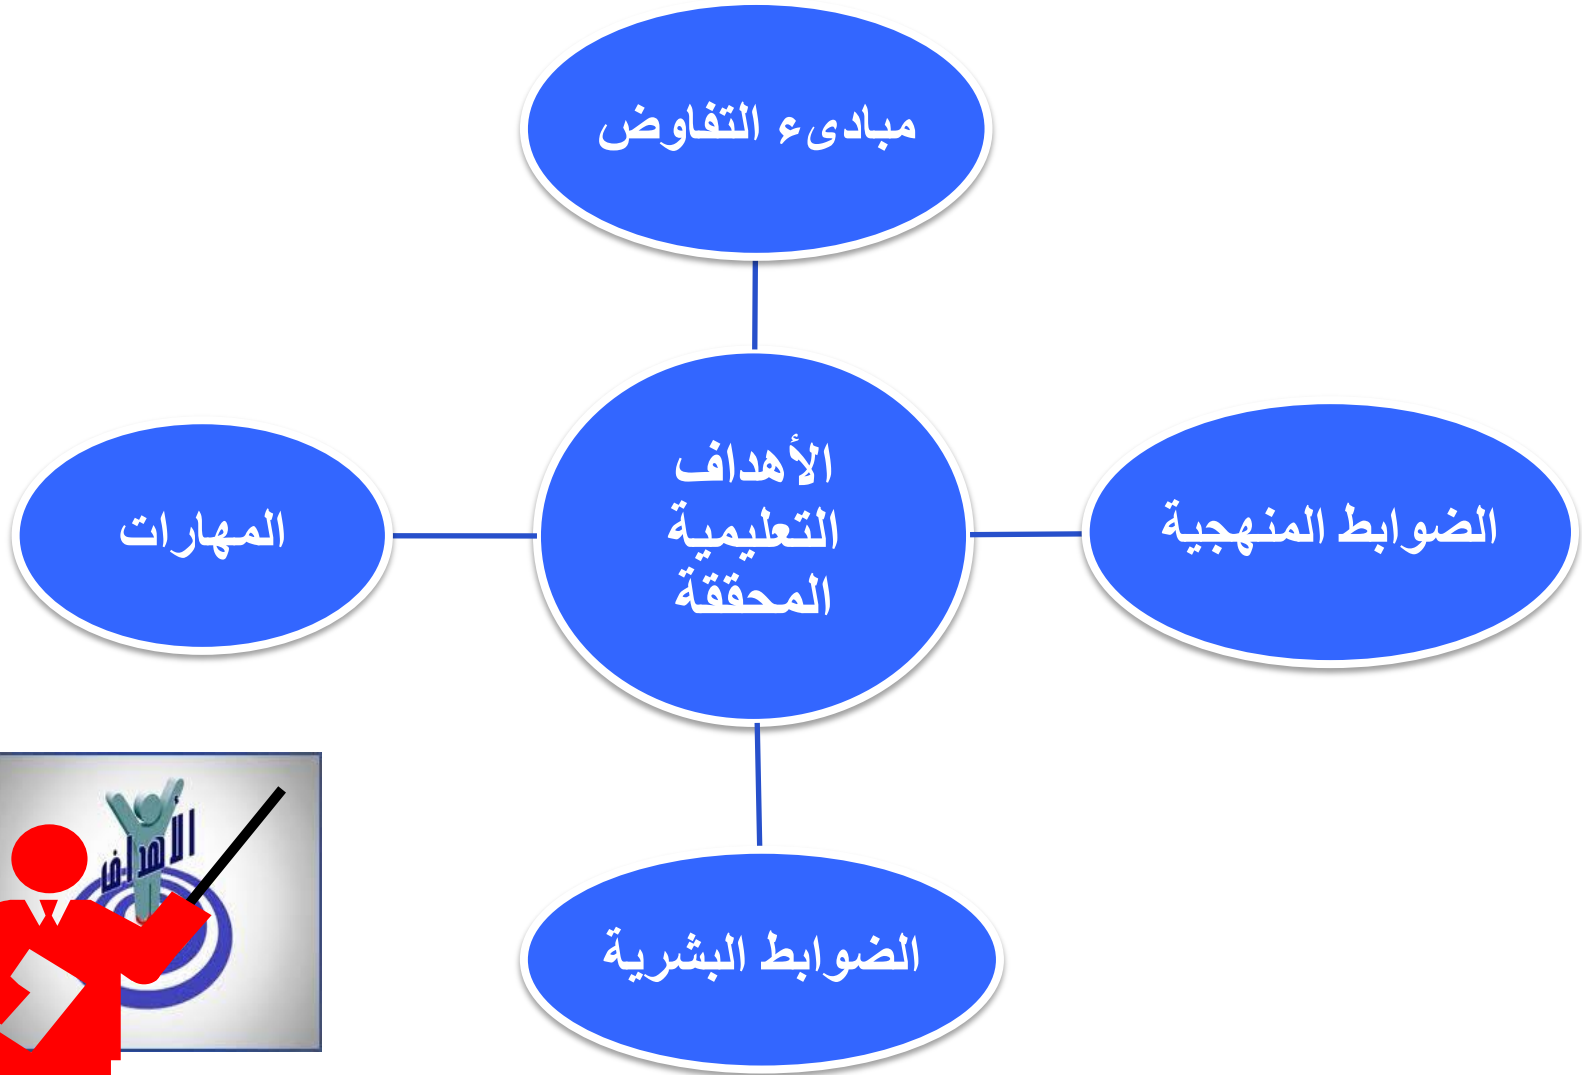 مبادىء التفاوض
الأهداف
التعليمية
المحققة
الضوابط المنهجية
المهارات
الضوابط البشرية
الأهداف